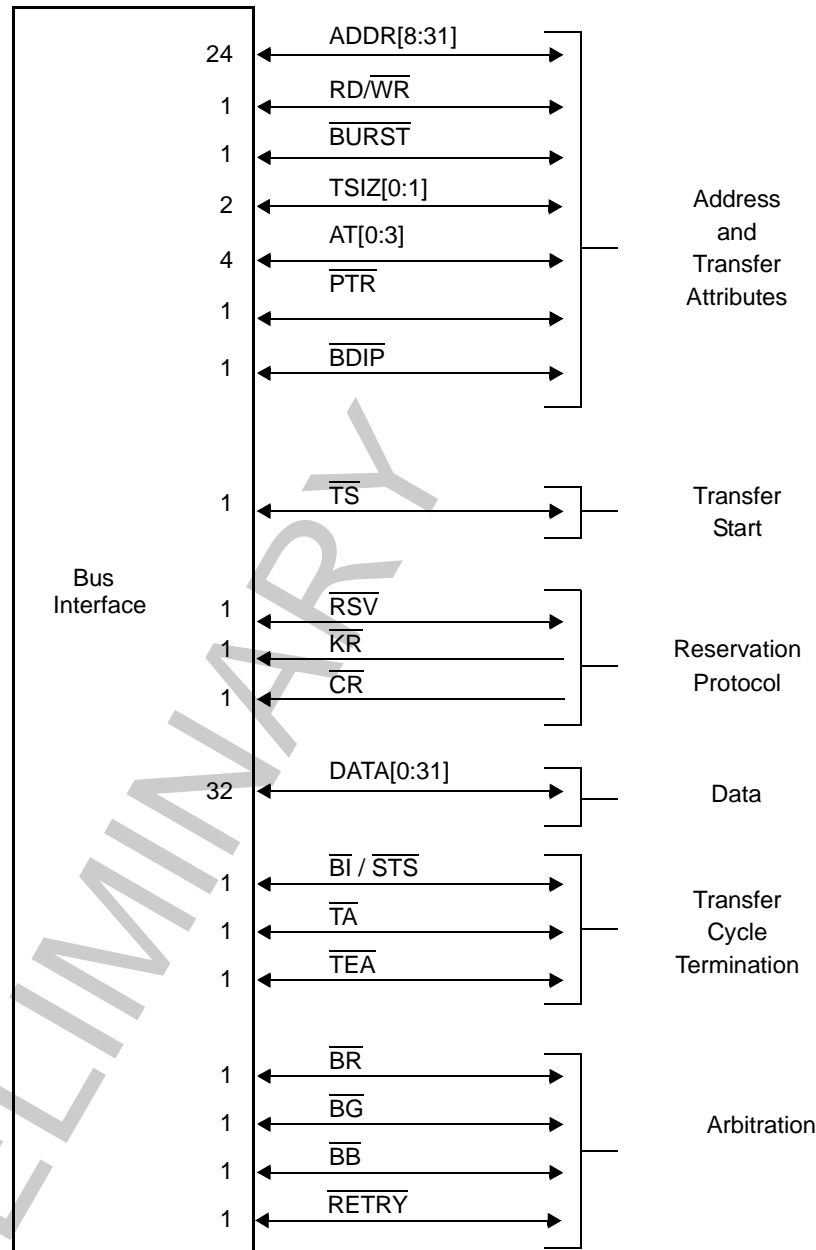 24 ADDR[8:31]
1 RD/WR
1 BURST
2 TSIZ[0:1]
4 AT[0:3]
1 PTR
1 BDIP
Address
and
Transfer
Attributes
1 TS
Transfer
Start
Bus
Interface
1 RSV
1 KR
1 CR
Reservation
Protocol
32 DATA[0:31]
Data
1 BI / STS
1 TA
1 TEA
Transfer
Cycle
Termination
1 BR
1 BG
1 BB
1 RETRY
Arbitration
ELIMINARY